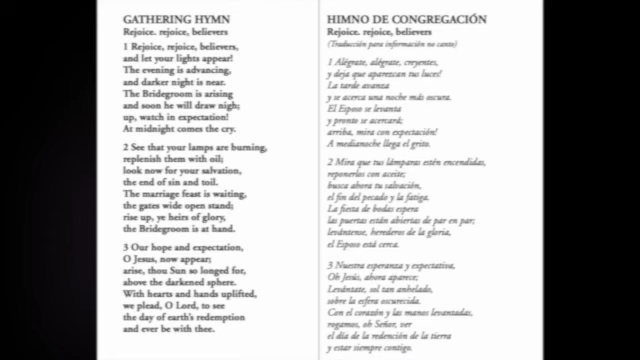 GATHERING HYMN
Rejoice. rejoice, believers
1 Rejoice, rejoice, believers,
and let your lights appear!
The evening is advancing,
and darker night is near.
The Bridegroom is arising
and soon he will draw nigh;
up, watch in expectation!
At midnight comes the cry.
2 See that your lamps are burning,
replenish them with oil;
look now for your salvation,
the end of sin and toil.
The marriage feast is waiting,
the gates wide open stand;
rise up, ye heirs of glory,
the Bridegroom is at hand.
3 Our hope and expectation,
O Jesus, now appear;
arise, thou Sun so longed for,
above the darkened sphere.
With hearts and hands uplifted,
we plead, O Lord, to see
the day of earth's redemption
and ever be with thee.
HIMNO DE CONGREGACIÓN
Rejoice. rejoice, believers
(Traducción para información no canto)
1 Alégrate, alégrate, creyentes,
y deja que aparezcan tus luces!
La tarde avanza
y se acerca una noche más oscura.
El Esposo se levanta
y pronto se acercará;
arriba, mira con expectación!
A medianoche llega el grito.
2 Mira que tus lámparas estén encendidas,
reponerlos con aceite;
busca ahora tu salvación,
el fin del pecado y la fatiga.
La fiesta de bodas espera
las puertas están abiertas de par en par;
levántense, herederos de la gloria,
el Esposo está cerca.
3 Nuestra esperanza y expectativa,
Oh Jesús, ahora aparece;
Levántate, sol tan anhelado,
sobre la esfera oscurecida.
Con el corazón y las manos levantadas,
rogamos, oh Señor, ver
el día de la redención de la tierra
y estar siempre contigo.